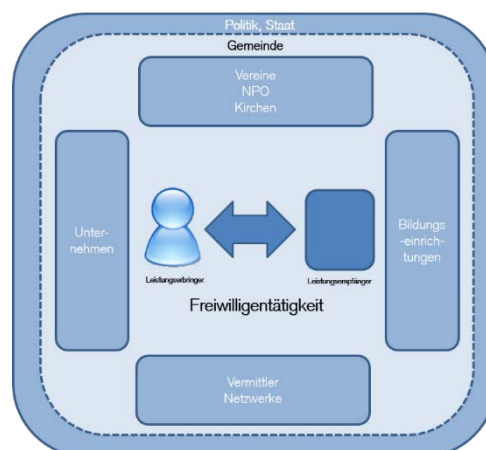 Politik, Staat
Gemeinde
Vereine
NPO
Kirchen
Unter-
nehmen
Bildungs
-einrich-
tungen
Leistungserbringer
Leistungsempfänger
Freiwilligentätigkeit
Vermittler
Netzwerke